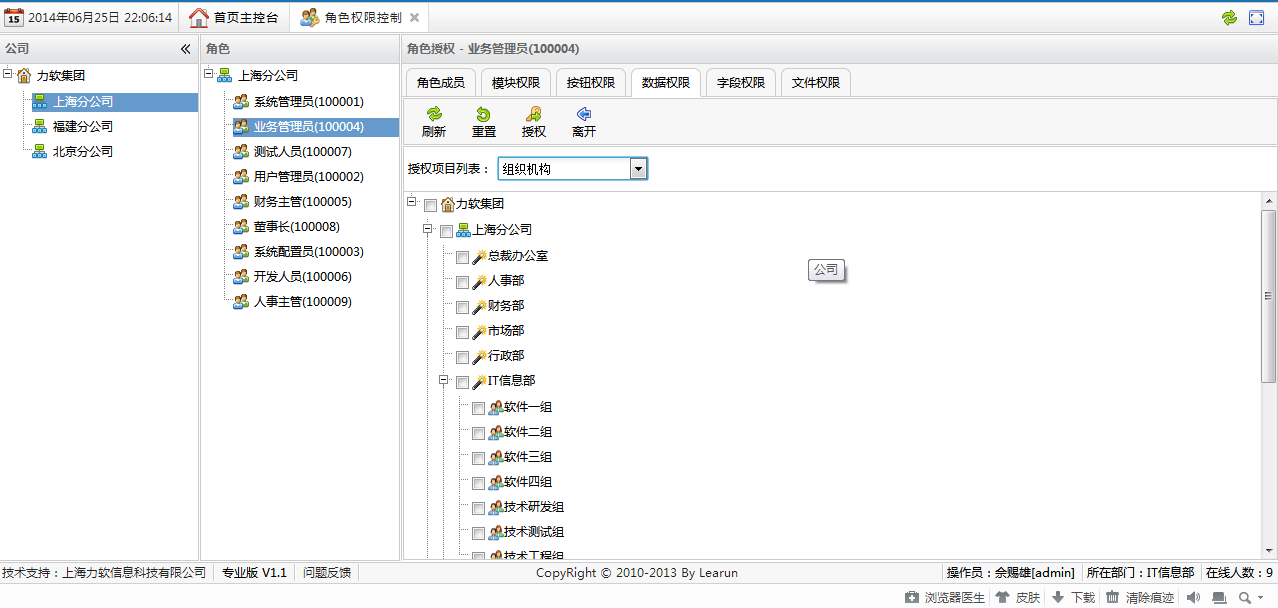 15 2014年06月25日 22:06:14 首页主控台 角色权限控制
公司
力软集团
上海分公司
福建分公司
北京分公司
角色
上海分公司
系统管理员(100001)
业务管理员(100004)
测试人员(100007)
用户管理员(100002)
财务主管(100005)
董事长(100008)
系统配置员(100003)
开发人员(100006)
人事主管(100009)
角色授权 - 业务管理员(100004)
角色成员 模块权限 按钮权限 数据权限 字段权限 文件权限
刷新 重置 授权 离开
授权项目列表： 组织机构
力软集团
上海分公司
总裁办公室
人事部
财务部
市场部
行政部
IT信息部
软件一组
软件二组
软件三组
软件四组
技术研发组
技术测试组
技术工程组
公司
技术支持：上海力软信息科技有限公司 专业版 V1.1 问题反馈 CopyRight © 2010-2013 By Learun 操作员：佘赐雄[admin] 所在部门：IT信息部 在线人数：9
浏览器医生 皮肤 下载 清除痕迹